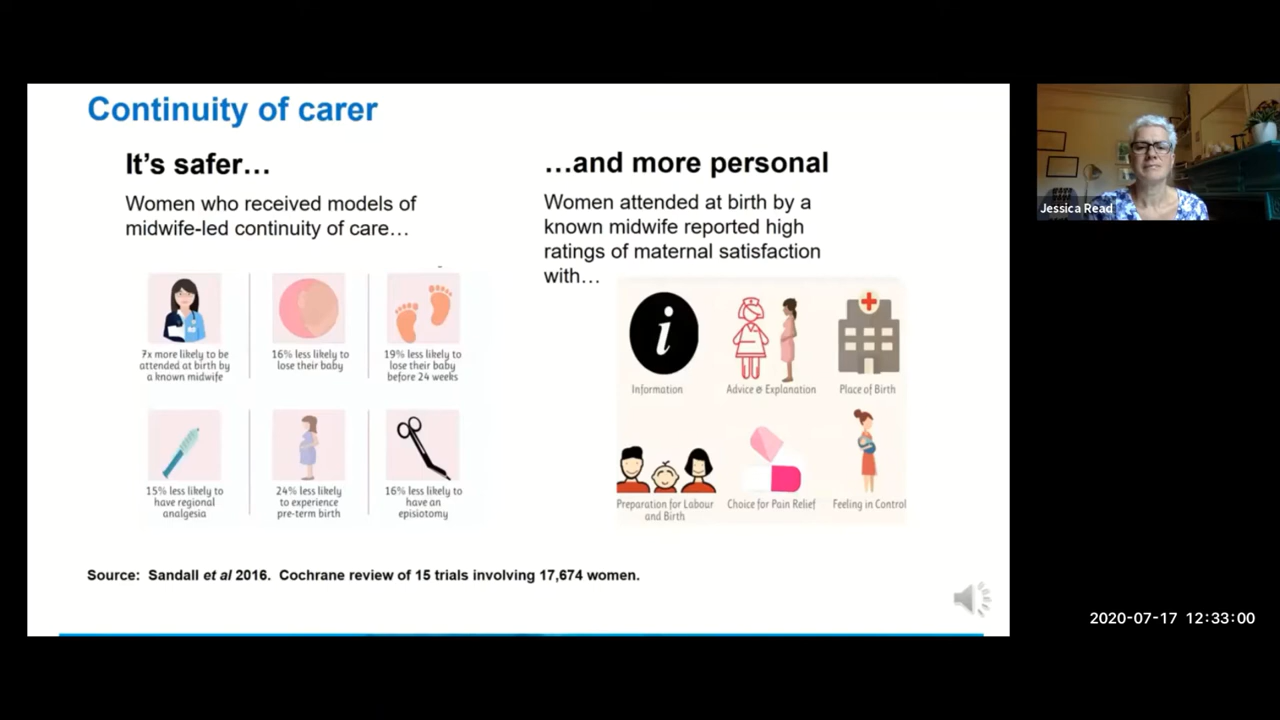 Continuity of carer
It's safer…
Women who received models of
midwife-led continuity of care…
7x more likely to be
attended at birth by
a known midwife
16% less likely to
lose their baby
19% less likely to
lose their baby
before 24 weeks
15% less likely to
have regional
analgesia
24% less likely
to experience
pre-term birth
16% less likely to
have an
episiotomy
…and more personal
Women attended at birth by a
known midwife reported high
ratings of maternal satisfaction
with…
i
Information
Advice & Explanation
Place of Birth
Preparation for Labour
and Birth
Choice for Pain Relief
Feeling in Control
Source: Sandall et al 2016. Cochrane review of 15 trials involving 17,674 women.
Jessica Read
2020-07-17 12:33:00